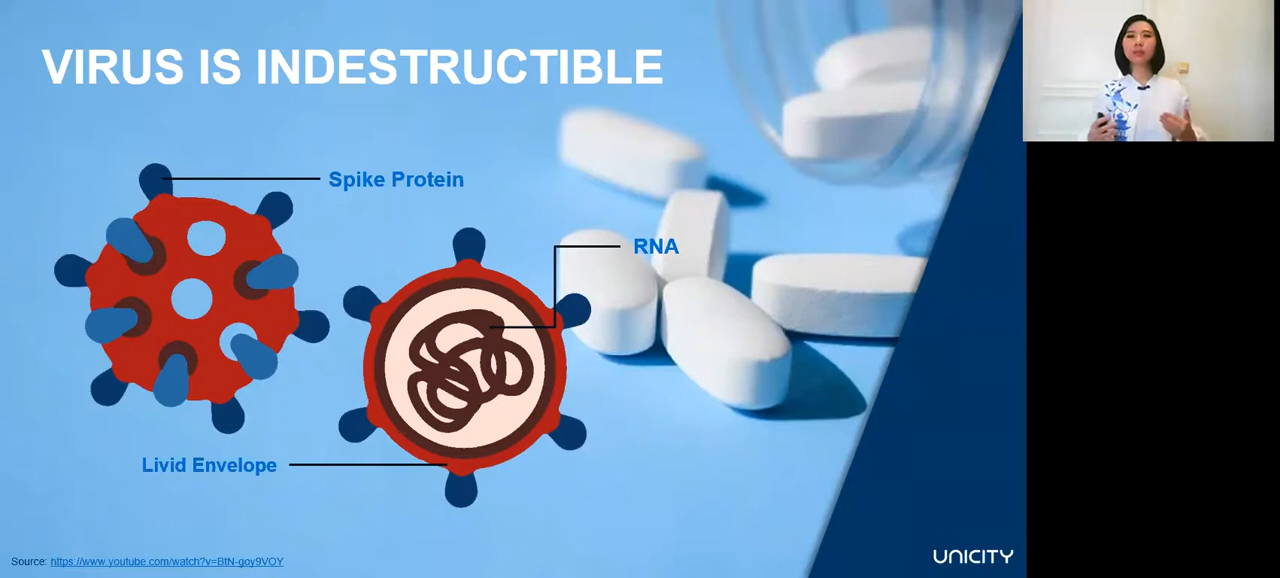 VIRUS IS INDESTRUCTIBLE
Spike Protein
RNA
Livid Envelope
Source: https://www.youtube.com/watch?v=BtN-goy9VOY
UNICITY